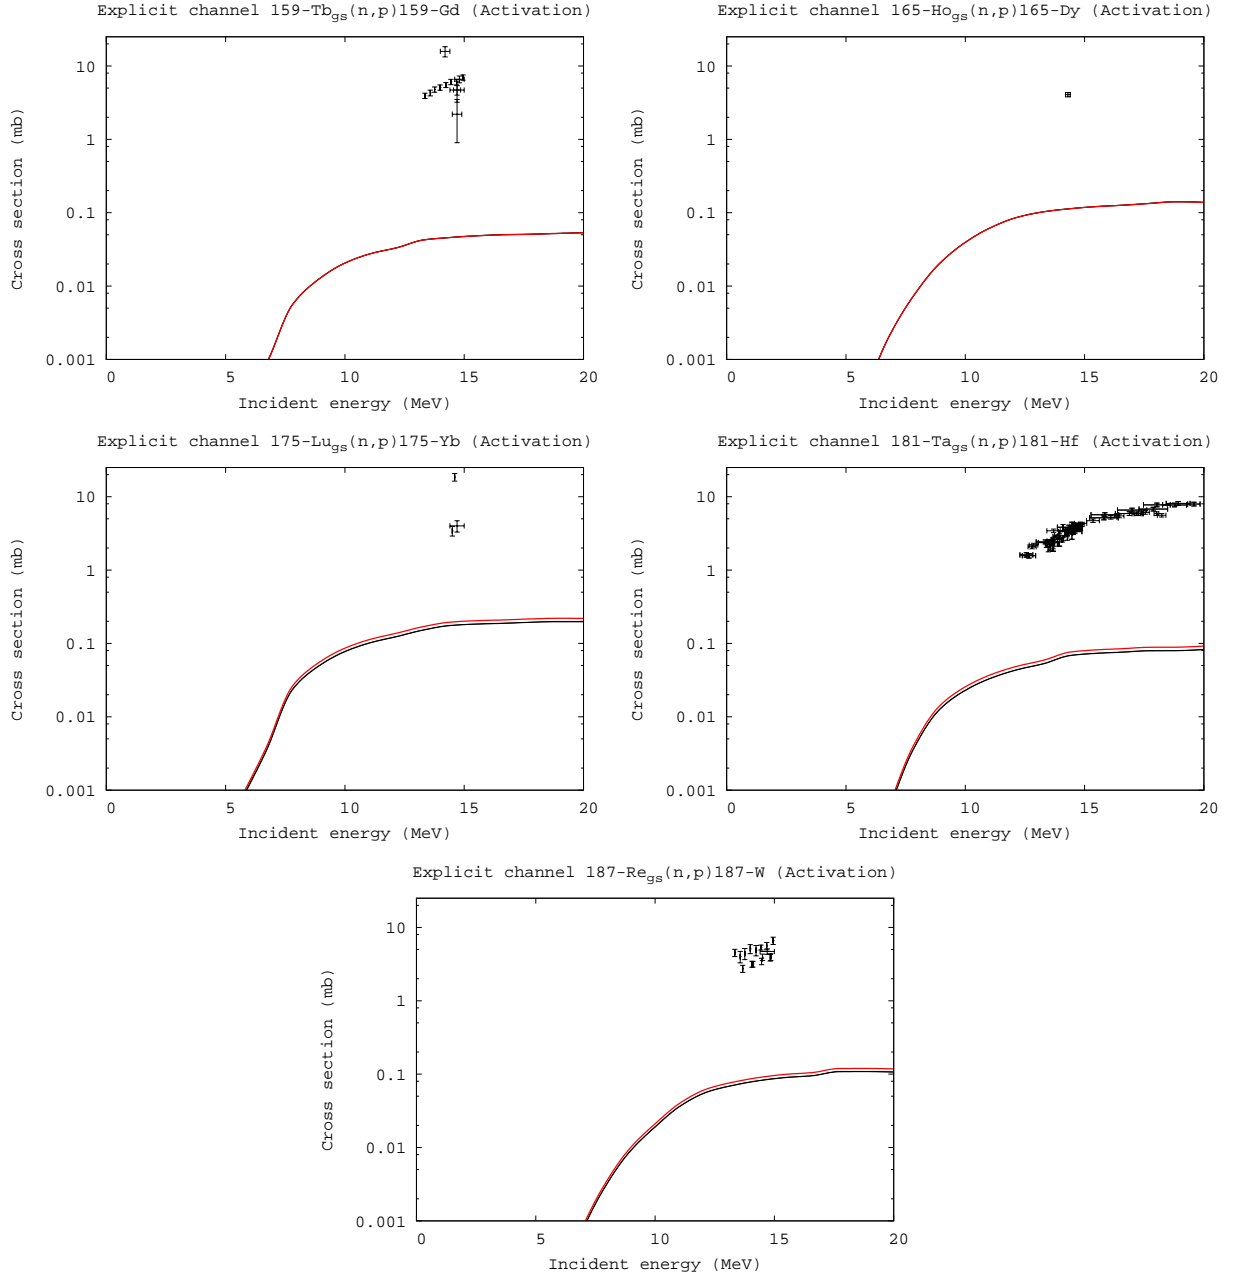 Explicit channel 159-Tbgs(n,p)159-Gd (Activation)
10
1
0.1
0.01
0.001
Cross section (mb)
0 5 10 15 20
Incident energy (MeV)
Explicit channel 165-Hogs(n,p)165-Dy (Activation)
10
1
0.1
0.01
0.001
Cross section (mb)
0 5 10 15 20
Incident energy (MeV)
Explicit channel 175-Lugs(n,p)175-Yb (Activation)
10
1
0.1
0.01
0.001
Cross section (mb)
0 5 10 15 20
Incident energy (MeV)
Explicit channel 181-Tags(n,p)181-Hf (Activation)
10
1
0.1
0.01
0.001
Cross section (mb)
0 5 10 15 20
Incident energy (MeV)
Explicit channel 187-Regs(n,p)187-W (Activation)
10
1
0.1
0.01
0.001
Cross section (mb)
0 5 10 15 20
Incident energy (MeV)